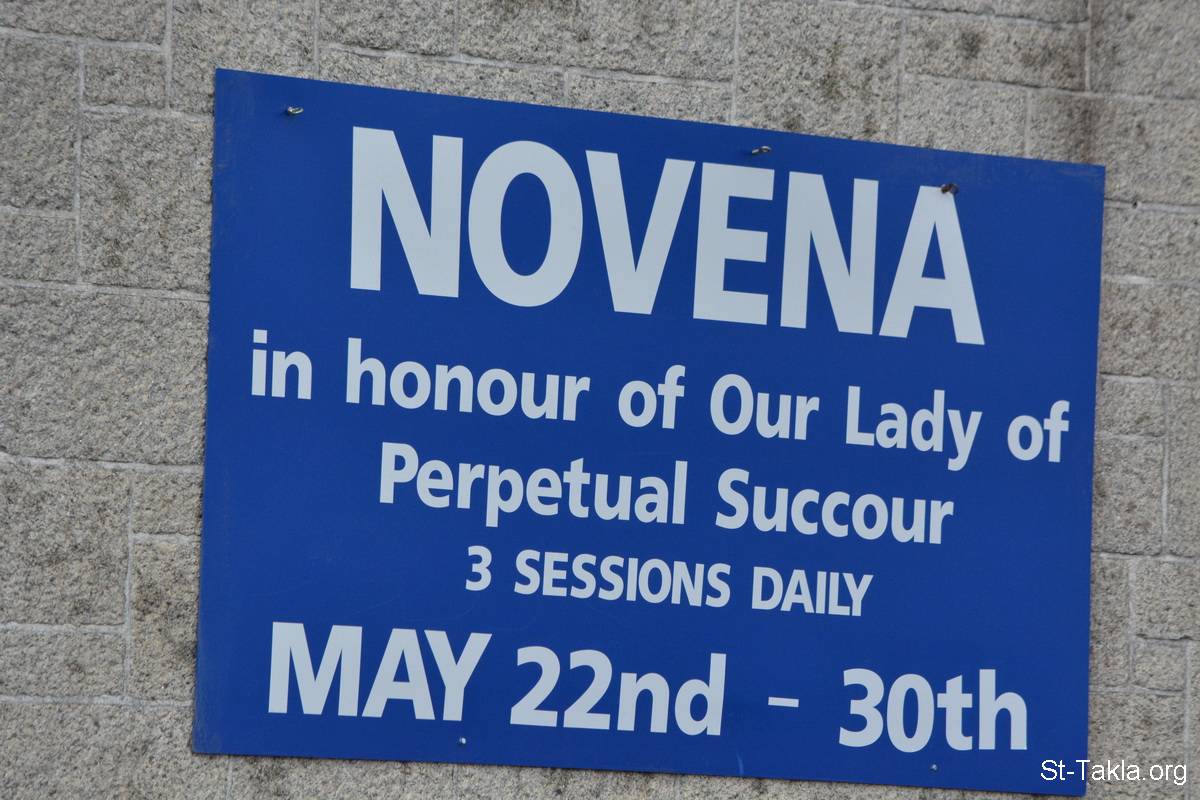 NOVENA
in honour of Our Lady of
Perpetual Succour
3 SESSIONS DAILY
MAY 22nd - 30th
St-Takla.org